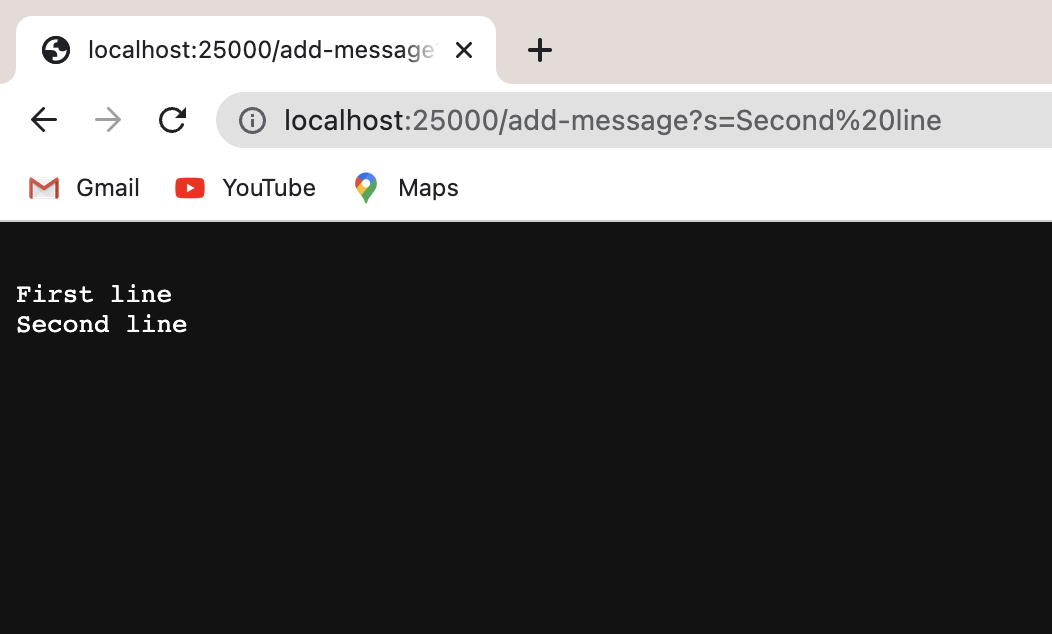 localhost:25000/add-message
localhost:25000/add-message?s=Second%20line
Gmail
YouTube
Maps
First line
Second line